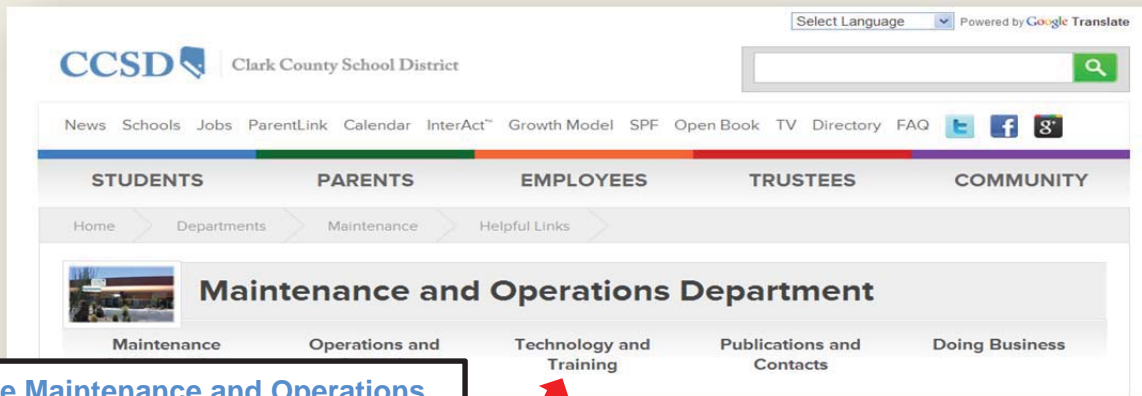 Select Language Powered by Google Translate
CCSD Clark County School District
News Schools Jobs ParentLink Calendar InterAct™ Growth Model SPF Open Book TV Directory FAQ
STUDENTS PARENTS EMPLOYEES TRUSTEES COMMUNITY
Home Departments Maintenance Helpful Links
Maintenance and Operations Department
Maintenance Operations and Technology and Publications and Doing Business
Training Contacts
Maintenance and Operations